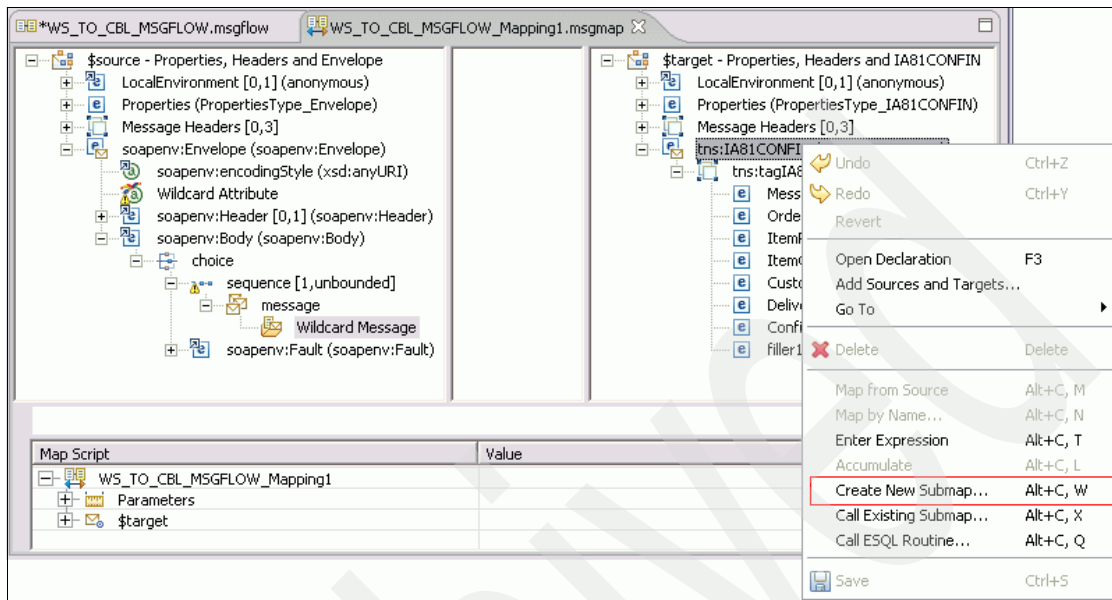 *WS_TO_CBL_MSGFLOW.msgflow
WS_TO_CBL_MSGFLOW_Mapping1.msgmap
$source - Properties, Headers and Envelope
LocalEnvironment [0,1] (anonymous)
Properties (PropertiesType_Envelope)
Message Headers [0,3]
soapenv:Envelope (soapenv:Envelope)
soapenv:encodingStyle (xsd:anyURI)
Wildcard Attribute
soapenv:Header [0,1] (soapenv:Header)
soapenv:Body (soapenv:Body)
choice
sequence [1,unbounded]
message
Wildcard Message
soapenv:Fault (soapenv:Fault)
$target - Properties, Headers and IA81CONFIN
LocalEnvironment [0,1] (anonymous)
Properties (PropertiesType_IA81CONFIN)
Message Headers [0,3]
tns:IA81CONFI
tns:tagIA8
Mess
Orde
Item
Item
Custo
Deliv
Confi
filler1
Undo Ctrl+Z
Redo Ctrl+Y
Revert
Open Declaration F3
Add Sources and Targets...
Go To
Delete Delete
Map from Source Alt+C, M
Map by Name... Alt+C, N
Enter Expression Alt+C, T
Accumulate Alt+C, L
Create New Submap... Alt+C, W
Call Existing Submap... Alt+C, X
Call ESQL Routine... Alt+C, Q
Save Ctrl+S
Map Script Value
WS_TO_CBL_MSGFLOW_Mapping1
Parameters
$target